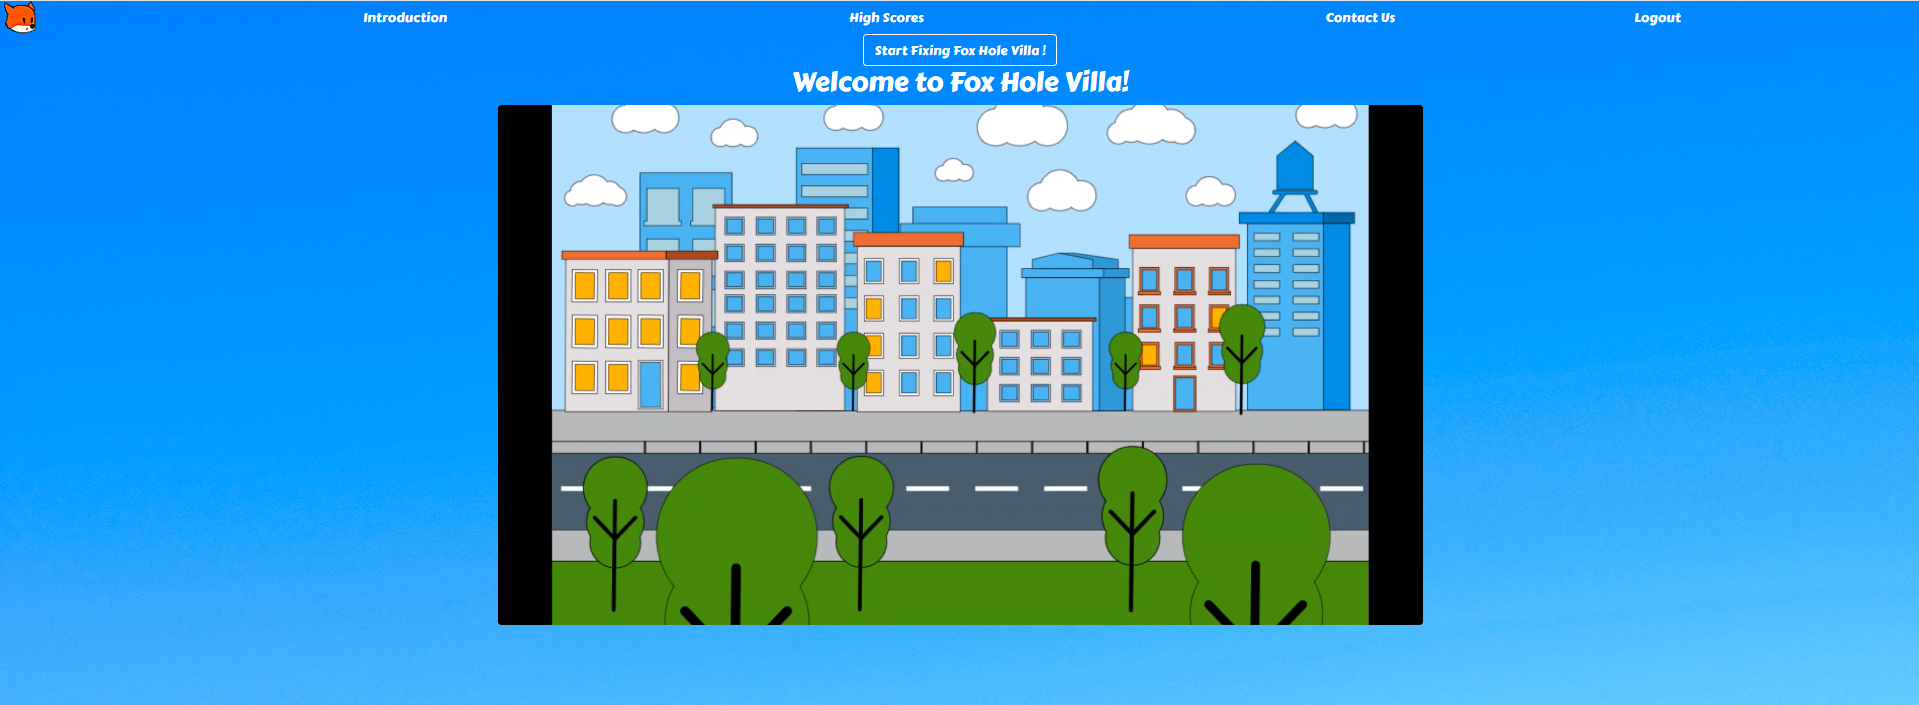 Introduction
High Scores
Contact Us
Logout
Start Fixing Fox Hole Villa !
Welcome to Fox Hole Villa!